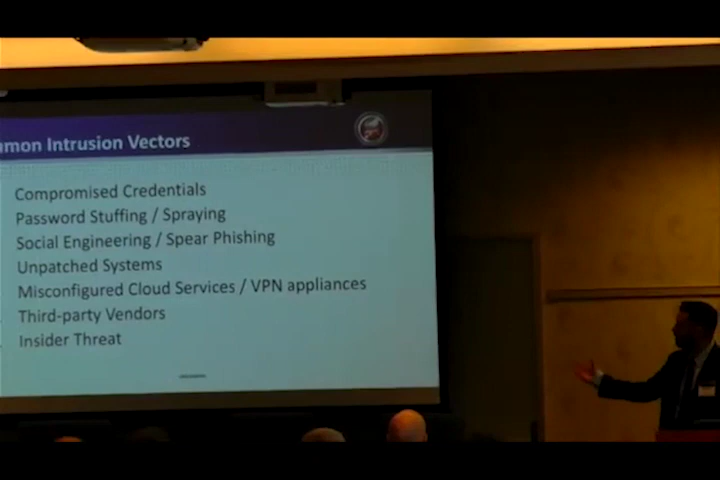 mmon Intrusion Vectors
Compromised Credentials
Password Stuffing / Spraying
Social Engineering / Spear Phishing
Unpatched Systems
Misconfigured Cloud Services / VPN appliances
Third-party Vendors
Insider Threat